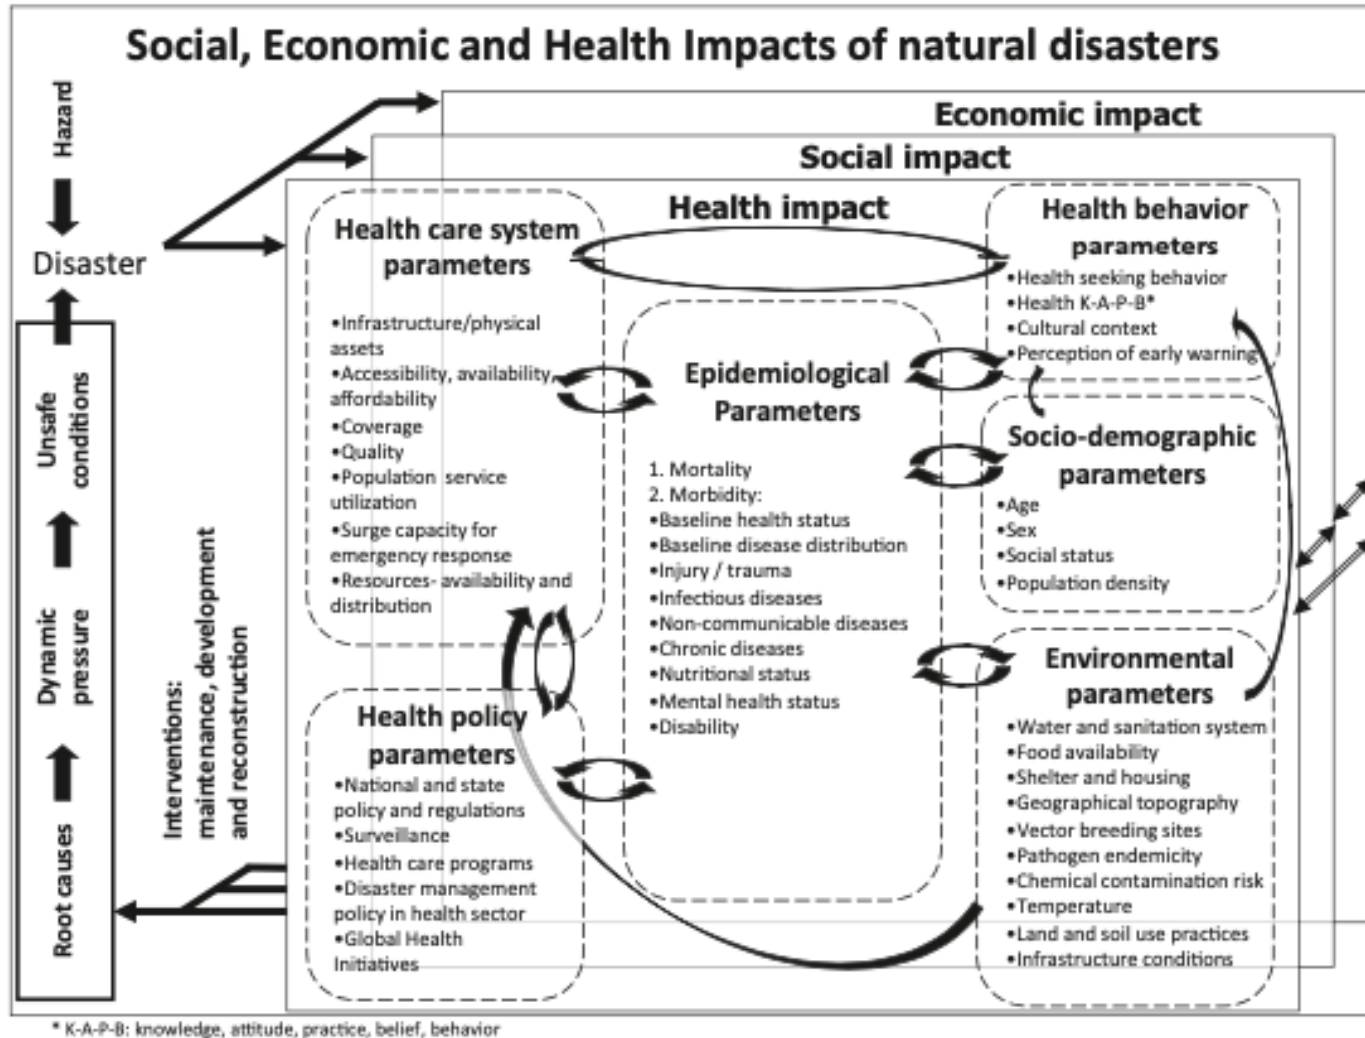 Social, Economic and Health Impacts of natural disasters
Hazard
Disaster
Unsafe
conditions
Dynamic
pressure
Root causes
Interventions:
maintenance, development
and reconstruction
Economic impact
Social impact
Health impact
Health care system
parameters
•Infrastructure/physical
assets
•Accessibility, availability,
affordability
•Coverage
•Quality
•Population service
utilization
•Surge capacity for
emergency response
•Resources- availability and
distribution
Health policy
parameters
•National and state
policy and regulations
•Surveillance
•Health care programs
•Disaster management
policy in health sector
•Global Health
Initiatives
Epidemiological
Parameters
1. Mortality
2. Morbidity:
•Baseline health status
•Baseline disease distribution
•Injury / trauma
•Infectious diseases
•Non-communicable diseases
•Chronic diseases
•Nutritional status
•Mental health status
•Disability
Health behavior
parameters
•Health seeking behavior
•Health K-A-P-B*
•Cultural context
•Perception of early warning
Socio-demographic
parameters
•Age
•Sex
•Social status
•Population density
Environmental
parameters
•Water and sanitation system
•Food availability
•Shelter and housing
•Geographical topography
•Vector breeding sites
•Pathogen endemicity
•Chemical contamination risk
•Temperature
•Land and soil use practices
•Infrastructure conditions
* K-A-P-B: knowledge, attitude, practice, belief, behavior